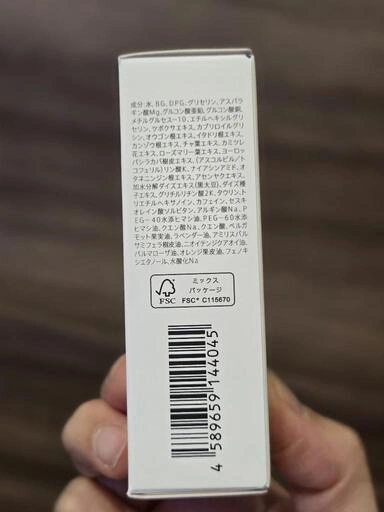 成分:水、BG、DPG、グリセリン、アスパラ
ギン酸Mg、グルコン酸亜鉛、グルコン酸銅、
メチルグルセス-10、エチルヘキシルグリ
セリン、ツボクサエキス、カプリロイルグリ
シン、オウゴン根エキス、イタドリ根エキス、
カンゾウ根エキス、チャ葉エキス、カミツレ
花エキス、ローズマリー葉エキス、ヨーロッ
パシラカバ樹皮エキス、(アスコルビル/ト
コフェリル)リン酸K、ナイアシンアミド、オ
タネニンジン根エキス、アセンヤクエキス、
加水分解ダイズエキス(黒大豆)、ダイズ種
子エキス、グリチルリチン酸2K、タウリン、ト
リエチルヘキサノイン、カフェイン、セスキ
オレイン酸ソルビタン、アルギン酸Na、P
EG-40水添ヒマシ油、PEG-60水添
ヒマシ油、クエン酸Na、クエン酸、ベルガ
モット果実油、ラベンダー油、アミリスバル
サミフェラ樹皮油、ニオイテンジクアオイ油、
パルマローザ油、オレンジ果皮油、フェノキ
シエタノール、水酸化Na
FSC
ミックス
パッケージ
FSC® C115670
4 589659 144045